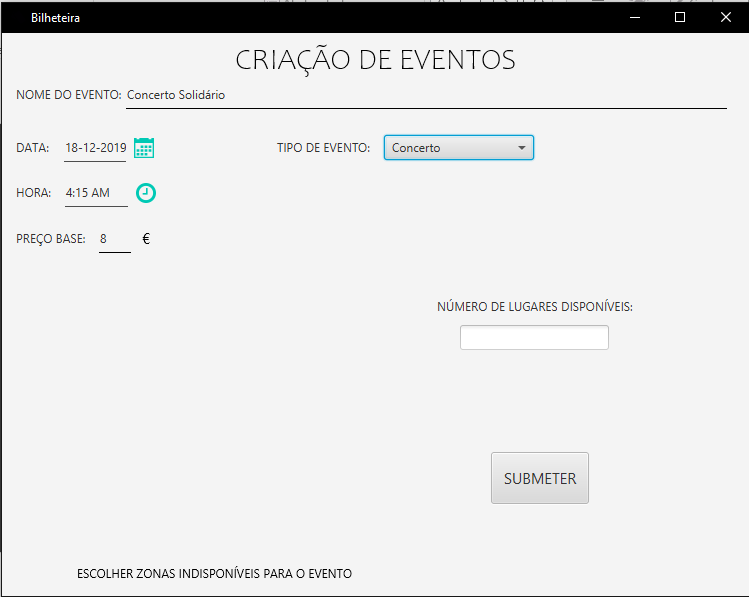 Bilheteira
CRIAÇÃO DE EVENTOS
NOME DO EVENTO: Concerto Solidário
DATA: 18-12-2019 TIPO DE EVENTO: Concerto
HORA: 4:15 AM
PREÇO BASE: 8 €
NÚMERO DE LUGARES DISPONÍVEIS:
SUBMETER
ESCOLHER ZONAS INDISPONÍVEIS PARA O EVENTO